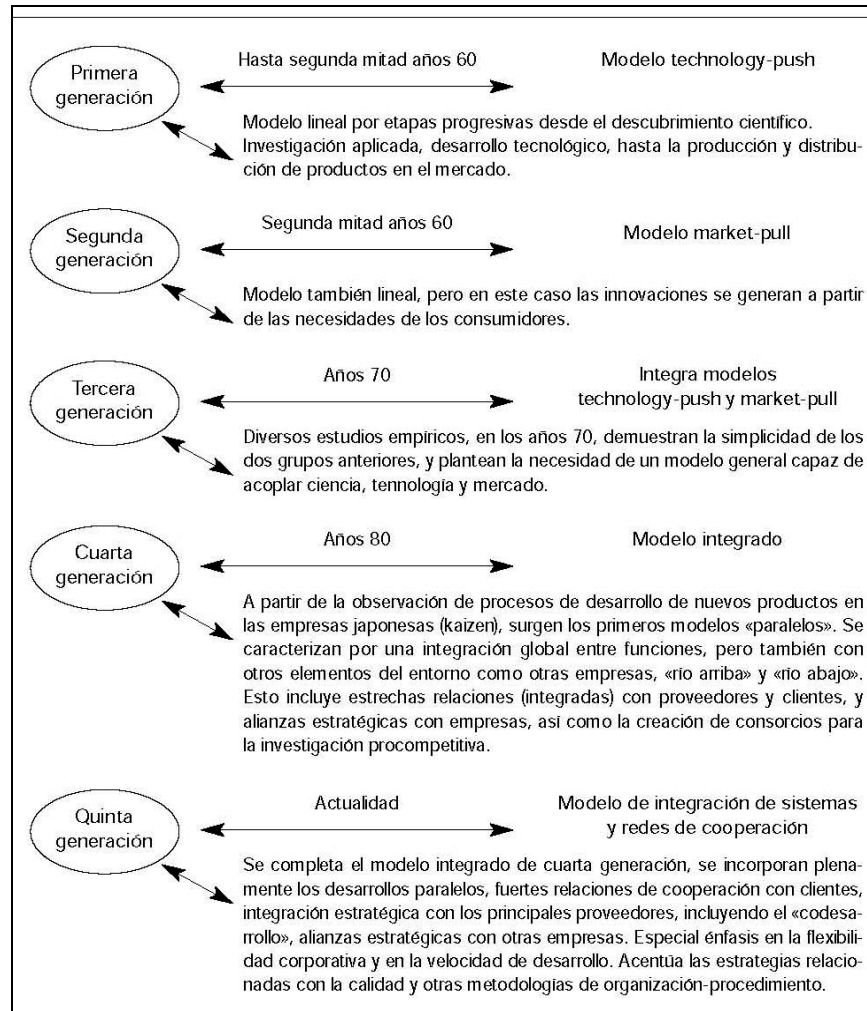 Primera
generación
Hasta segunda mitad años 60
Modelo technology-push
Modelo lineal por etapas progresivas desde el descubrimiento científico.
Investigación aplicada, desarrollo tecnológico, hasta la producción y distribu-
ción de productos en el mercado.
Segunda
generación
Segunda mitad años 60
Modelo market-pull
Modelo también lineal, pero en este caso las innovaciones se generan a partir
de las necesidades de los consumidores.
Tercera
generación
Años 70
Integra modelos
technology-push y market-pull
Diversos estudios empíricos, en los años 70, demuestran la simplicidad de los
dos grupos anteriores, y plantean la necesidad de un modelo general capaz de
acoplar ciencia, tennología y mercado.
Cuarta
generación
Años 80
Modelo integrado
A partir de la observación de procesos de desarrollo de nuevos productos en
las empresas japonesas (kaizen), surgen los primeros modelos «paralelos». Se
caracterizan por una integración global entre funciones, pero también con
otros elementos del entorno como otras empresas, «río arriba» y «río abajo».
Esto incluye estrechas relaciones (integradas) con proveedores y clientes, y
alianzas estratégicas con empresas, así como la creación de consorcios para
la investigación procompetitiva.
Quinta
generación
Actualidad
Modelo de integración de sistemas
y redes de cooperación
Se completa el modelo integrado de cuarta generación, se incorporan plena-
mente los desarrollos paralelos, fuertes relaciones de cooperación con clientes,
integración estratégica con los principales proveedores, incluyendo el «codesa-
rrollo», alianzas estratégicas con otras empresas. Especial énfasis en la flexibili-
dad corporativa y en la velocidad de desarrollo. Acentúa las estrategias relacio-
nadas con la calidad y otras metodologías de organización-procedimiento.